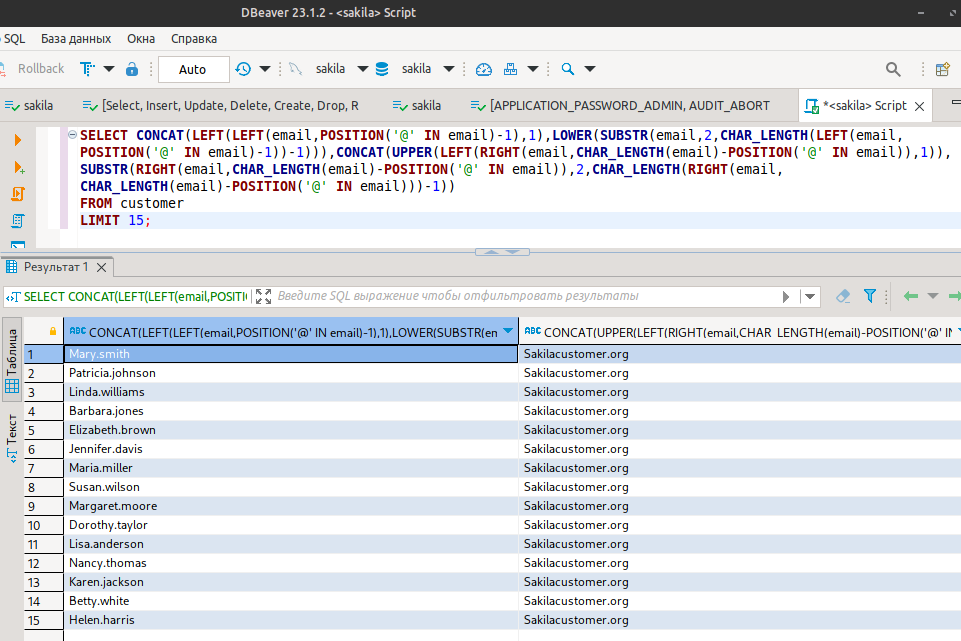 DBeaver 23.1.2 - <sakila> Script
SQL База данных Окна Справка
Rollback Auto sakila sakila
sakila [Select, Insert, Update, Delete, Create, Drop, R sakila [APPLICATION_PASSWORD_ADMIN, AUDIT_ABORT *<sakila> Script
SELECT CONCAT(LEFT(LEFT(email,POSITION('@' IN email)-1),1),LOWER(SUBSTR(email,2,CHAR_LENGTH(LEFT(email,
POSITION('@' IN email)-1))-1))),CONCAT(UPPER(LEFT(RIGHT(email,CHAR_LENGTH(email)-POSITION('@' IN email)),1)),
SUBSTR(RIGHT(email,CHAR_LENGTH(email)-POSITION('@' IN email)),2,CHAR_LENGTH(RIGHT(email,
CHAR_LENGTH(email)-POSITION('@' IN email)))-1))
FROM customer
LIMIT 15;
Результат 1
SELECT CONCAT(LEFT(LEFT(email,POSITI Введите SQL выражение чтобы отфильтровать результаты
Таблица
Текст
ABC CONCAT(LEFT(LEFT(email,POSITION('@' IN email)-1),1),LOWER(SUBSTR(em ABC CONCAT(UPPER(LEFT(RIGHT(email,CHAR_LENGTH(email)-POSITION('@' IN
1 Mary.smith Sakilacustomer.org
2 Patricia.johnson Sakilacustomer.org
3 Linda.williams Sakilacustomer.org
4 Barbara.jones Sakilacustomer.org
5 Elizabeth.brown Sakilacustomer.org
6 Jennifer.davis Sakilacustomer.org
7 Maria.miller Sakilacustomer.org
8 Susan.wilson Sakilacustomer.org
9 Margaret.moore Sakilacustomer.org
10 Dorothy.taylor Sakilacustomer.org
11 Lisa.anderson Sakilacustomer.org
12 Nancy.thomas Sakilacustomer.org
13 Karen.jackson Sakilacustomer.org
14 Betty.white Sakilacustomer.org
15 Helen.harris Sakilacustomer.org